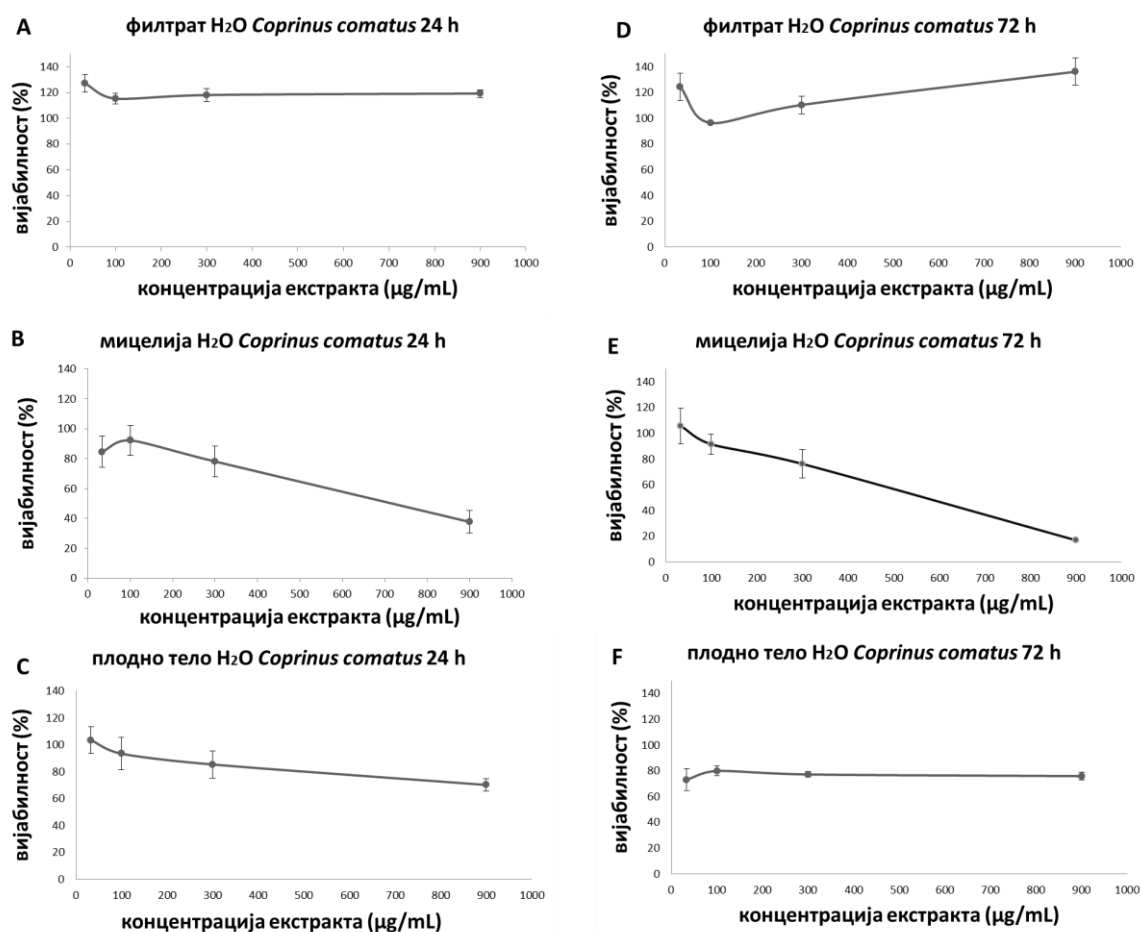 A
филтрат H2O Coprinus comatus 24 h
вијабилност (%)
140
120
100
80
60
40
20
0
0 100 200 300 400 500 600 700 800 900 1000
концентрација екстракта (µg/mL)
B
мицелија H2O Coprinus comatus 24 h
вијабилност (%)
140
120
100
80
60
40
20
0
0 100 200 300 400 500 600 700 800 900 1000
концентрација екстракта (µg/mL)
C
плодно тело H2O Coprinus comatus 24 h
вијабилност (%)
140
120
100
80
60
40
20
0
0 100 200 300 400 500 600 700 800 900 1000
концентрација екстракта (µg/mL)
D
филтрат H2O Coprinus comatus 72 h
вијабилност (%)
140
120
100
80
60
40
20
0
0 100 200 300 400 500 600 700 800 900 1000
концентрација екстракта (µg/mL)
E
мицелија H2O Coprinus comatus 72 h
вијабилност (%)
140
120
100
80
60
40
20
0
0 100 200 300 400 500 600 700 800 900 1000
концентрација екстракта (µg/mL)
F
плодно тело H2O Coprinus comatus 72 h
вијабилност (%)
140
120
100
80
60
40
20
0
0 100 200 300 400 500 600 700 800 900 1000
концентрација екстракта (µg/mL)